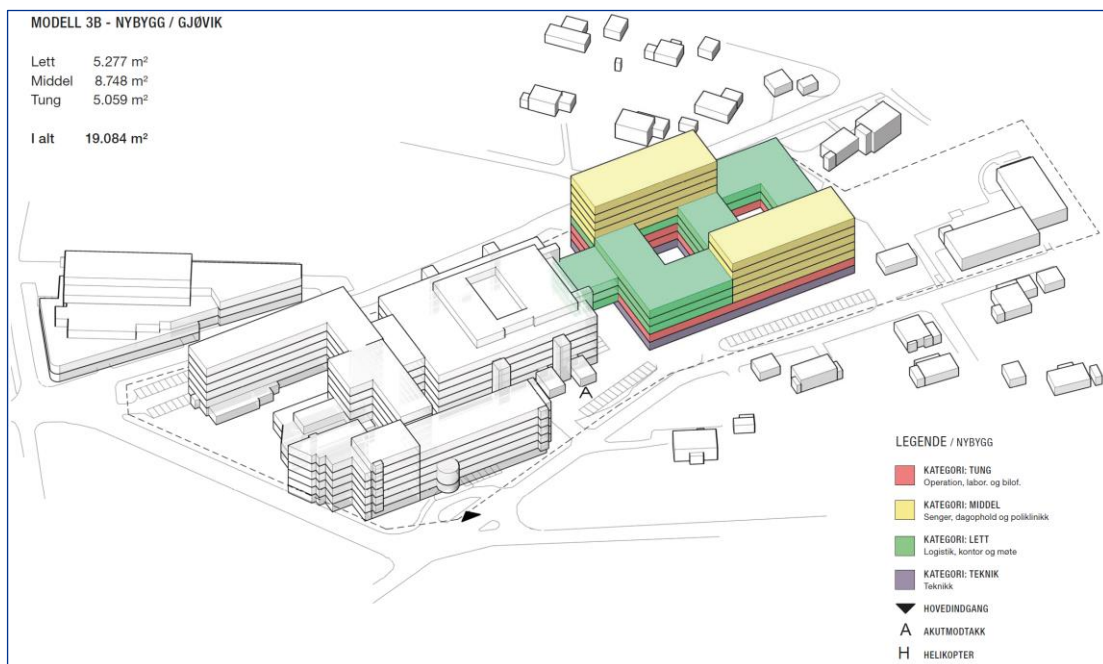 MODELL 3B - NYBYGG / GJØVIK
Lett 5.277 m²
Middel 8.748 m²
Tung 5.059 m²
I alt 19.084 m²
A
LEGENDE / NYBYGG
KATEGORI: TUNG
Operation, labor. og bilof.
KATEGORI: MIDDEL
Senger, dagophold og poliklinikk
KATEGORI: LETT
Logistik, kontor og møte
KATEGORI: TEKNIK
Teknikk
HOVEDINDGANG
A AKUTMODTAKK
H HELIKOPTER